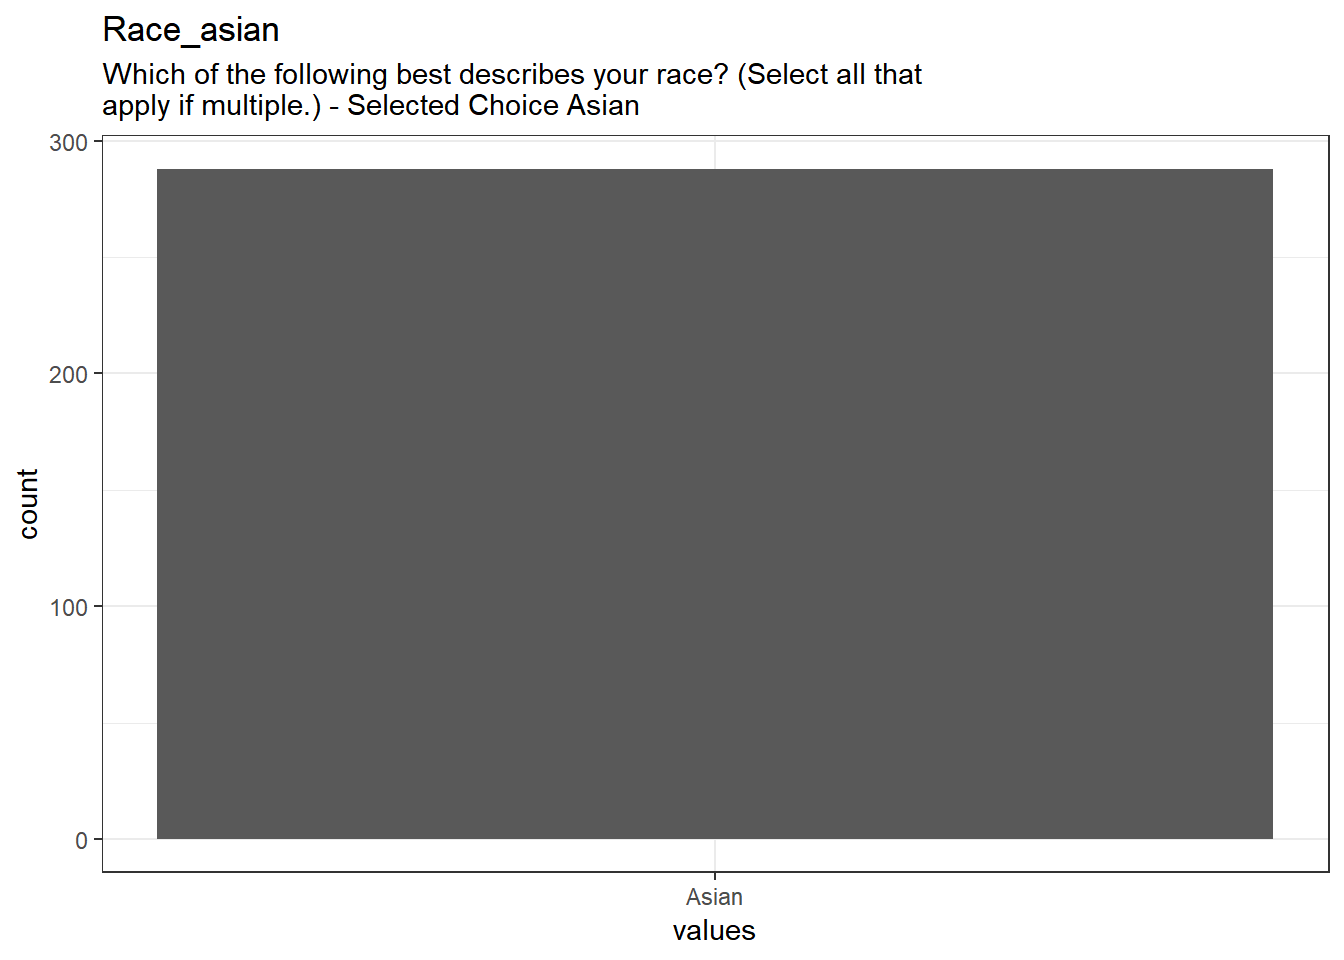 Race_asian
Which of the following best describes your race? (Select all that
apply if multiple.) - Selected Choice Asian
300
200
100
0
count
Asian
values